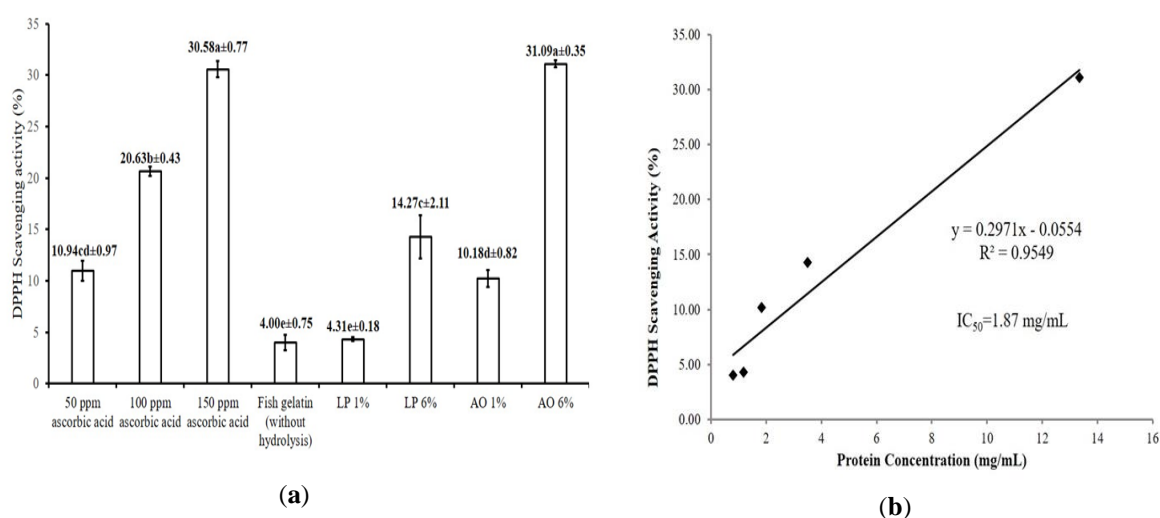 35
30
25
20
15
10
5
0
DPPH Scavenging activity (%)
10.94cd±0.97
20.63b±0.43
30.58a±0.77
4.00e±0.75
4.31e±0.18
14.27c±2.11
10.18d±0.82
31.09a±0.35
50 ppm
ascorbic acid
100 ppm
ascorbic acid
150 ppm
ascorbic acid
Fish gelatin
(without
hydrolysis)
LP 1%
LP 6%
AO 1%
AO 6%
(a)
35.00
30.00
25.00
20.00
15.00
10.00
5.00
0.00
DPPH Scavenging Activity (%)
y = 0.2971x - 0.0554
R² = 0.9549
IC₅₀=1.87 mg/mL
0 2 4 6 8 10 12 14 16
Protein Concentration (mg/mL)
(b)